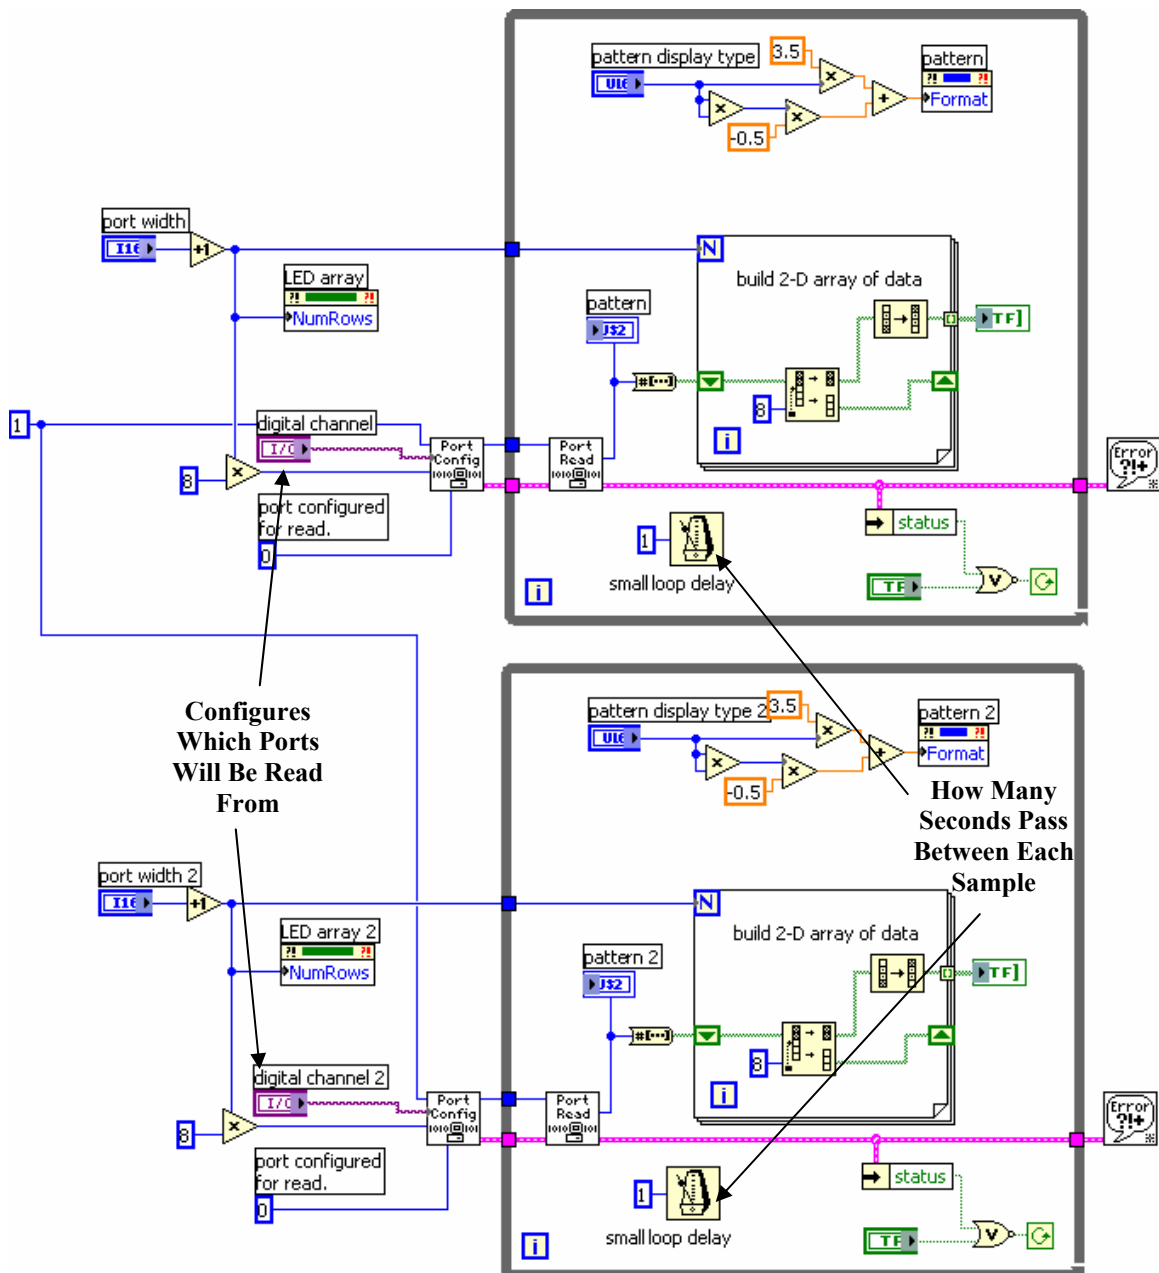 pattern display type
3.5
pattern
U16
Format
x
x
x
+
-0.5
port width
I16
+1
N
LED array
NumRows
build 2-D array of data
pattern
TF]
#[...]
8
i
1
digital channel
I/O
Port
Config
Port
Read
Error
?!+
8
x
port configured
for read.
0
status
1
small loop delay
TF
V
i
Configures
Which Ports
Will Be Read
From
pattern display type 2
3.5
pattern 2
U16
Format
x
x
x
+
-0.5
How Many
Seconds Pass
Between Each
Sample
port width 2
I16
+1
N
LED array 2
NumRows
build 2-D array of data
pattern 2
TF]
#[...]
8
i
digital channel 2
I/O
Port
Config
Port
Read
Error
?!+
8
x
port configured
for read.
0
status
1
small loop delay
TF
V
i